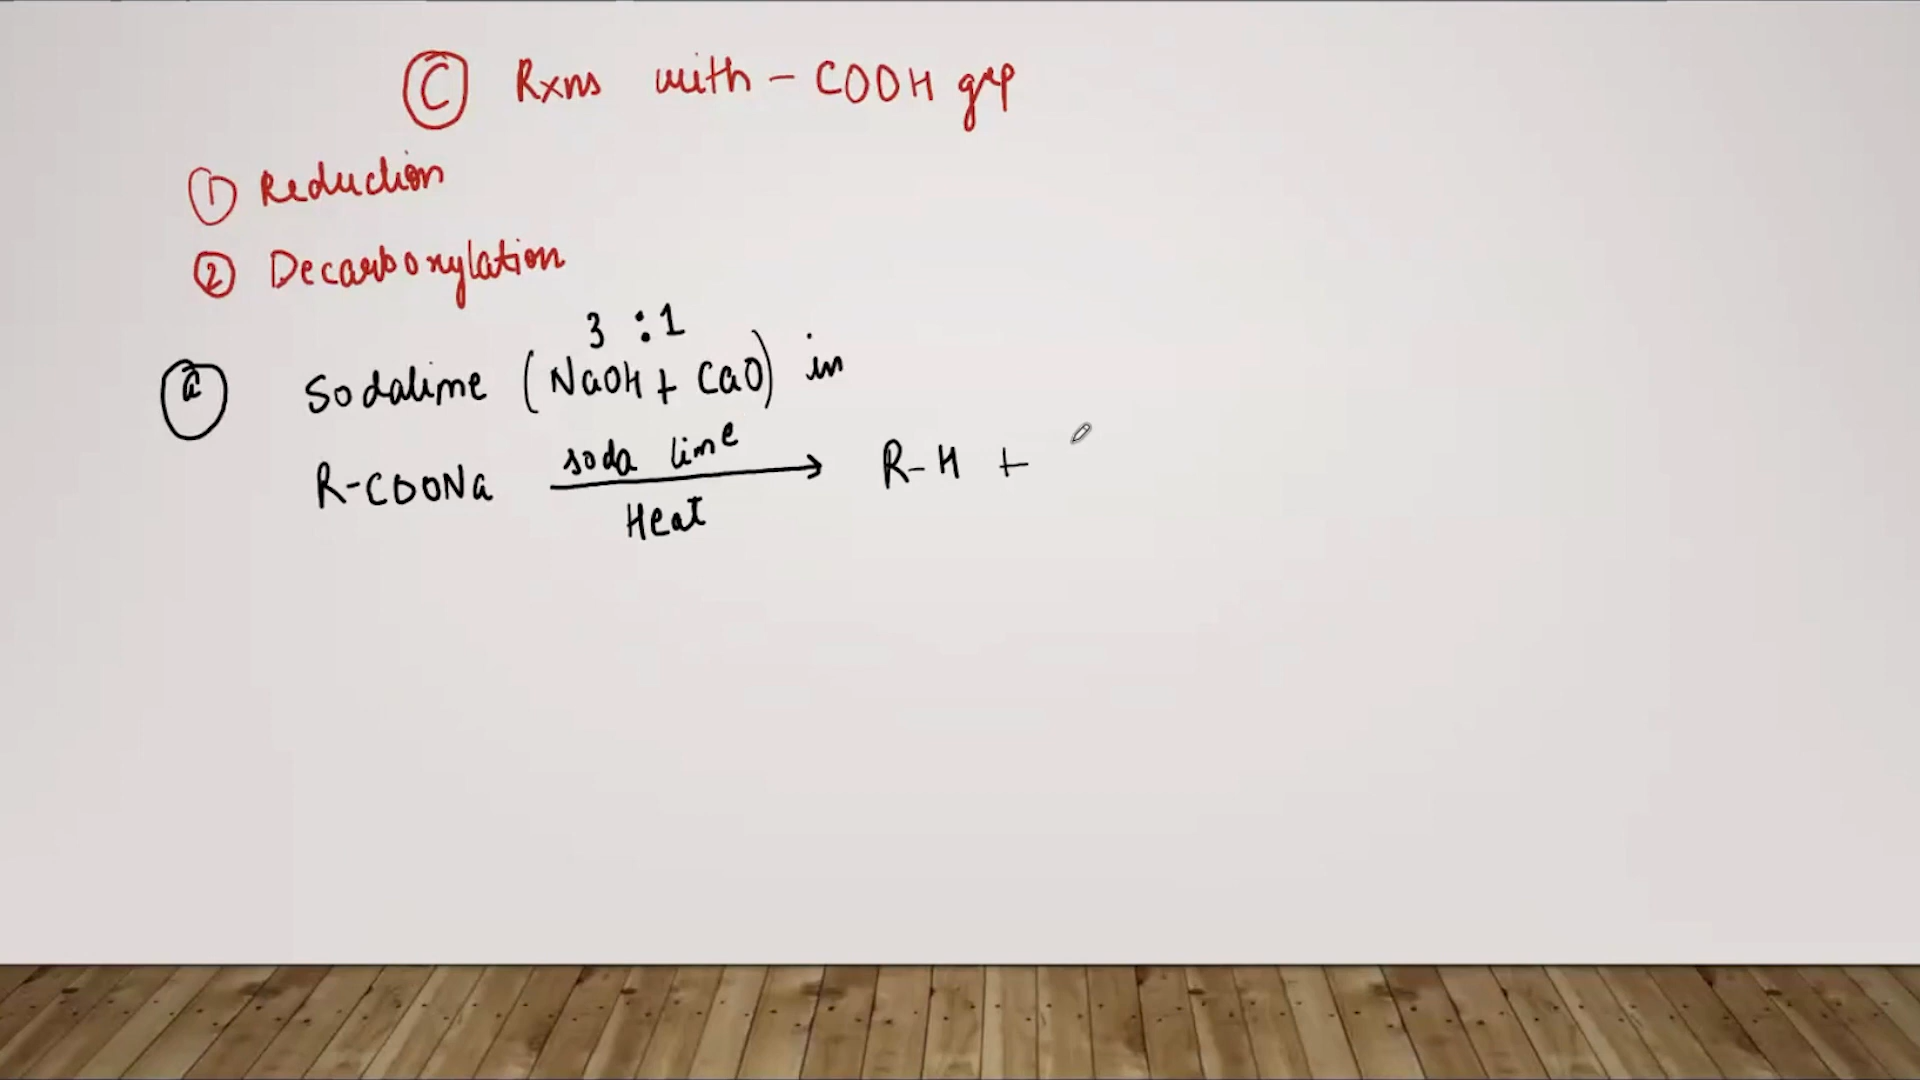 C Rxns with - COOH grp
1 Reduction
2 Decarboxylation
3 : 1
a Sodalime (NaOH + CaO) in
R-COONa soda lime R-H +
Heat